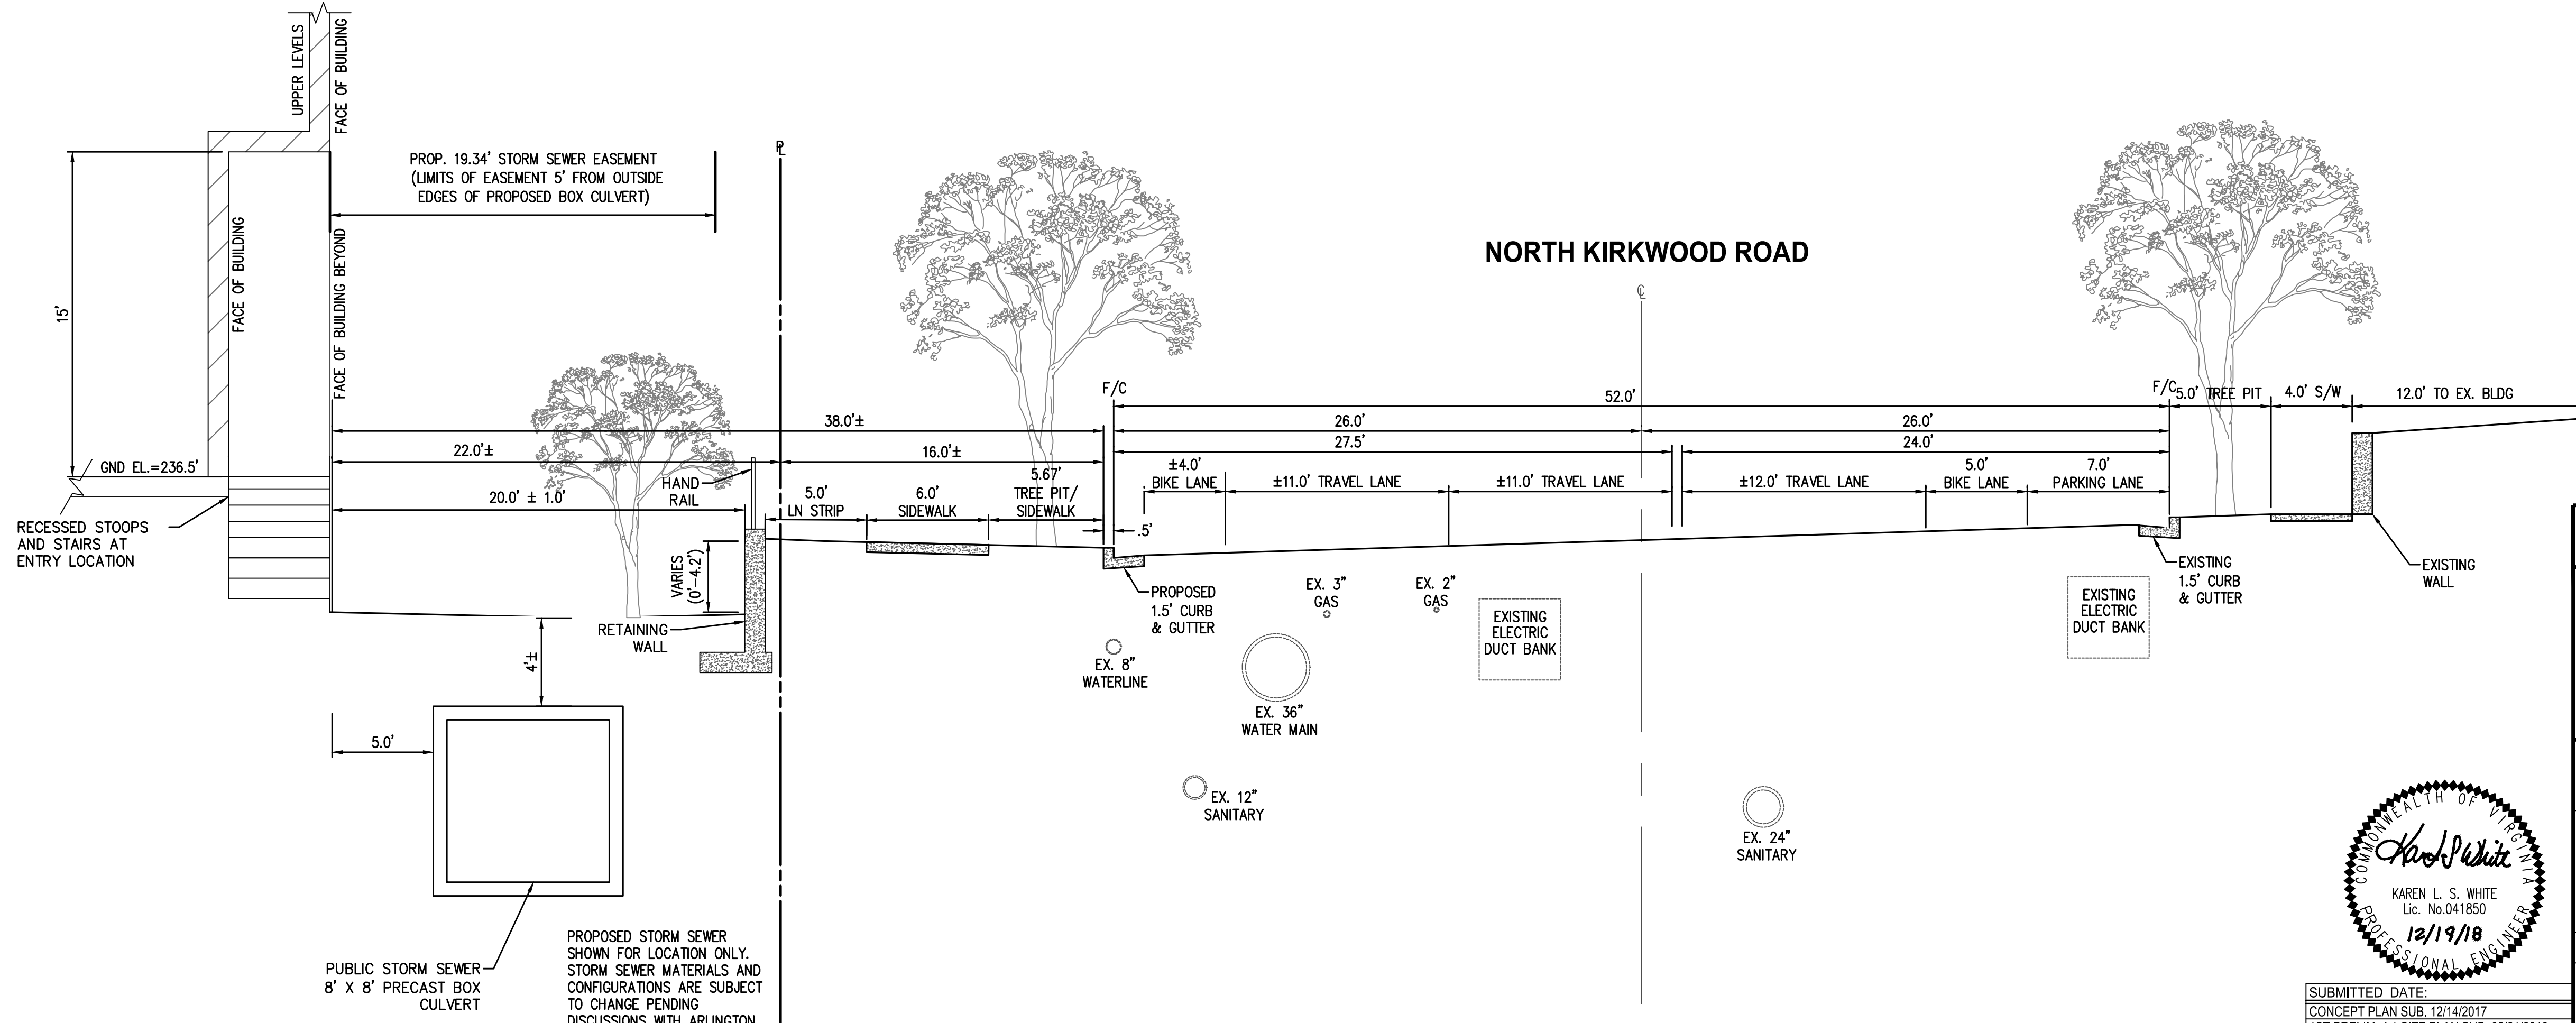 UPPER LEVELS
FACE OF BUILDING
PROP. 19.34' STORM SEWER EASEMENT
(LIMITS OF EASEMENT 5' FROM OUTSIDE
EDGES OF PROPOSED BOX CULVERT)
15'
FACE OF BUILDING
FACE OF BUILDING BEYOND
GND EL.=236.5'
RECESSED STOOPS
AND STAIRS AT
ENTRY LOCATION
NORTH KIRKWOOD ROAD
38.0'±
22.0'±
16.0'±
20.0' ± 1.0'
HAND
RAIL
5.0'
LN STRIP
6.0'
SIDEWALK
5.67'
TREE PIT/
SIDEWALK
F/C
.5'
52.0'
26.0'
26.0'
27.5'
24.0'
±4.0'
BIKE LANE
±11.0' TRAVEL LANE
±11.0' TRAVEL LANE
±12.0' TRAVEL LANE
5.0'
BIKE LANE
7.0'
PARKING LANE
F/C
5.0' TREE PIT
4.0' S/W
12.0' TO EX. BLDG
VARIES
(0'-4.2')
RETAINING
WALL
4'±
5.0'
PROPOSED
1.5' CURB
& GUTTER
EX. 8"
WATERLINE
EX. 3"
GAS
EX. 2"
GAS
EX. 36"
WATER MAIN
EXISTING
ELECTRIC
DUCT BANK
EXISTING
ELECTRIC
DUCT BANK
EXISTING
1.5' CURB
& GUTTER
EXISTING
WALL
EX. 12"
SANITARY
EX. 24"
SANITARY
PUBLIC STORM SEWER
8' X 8' PRECAST BOX
CULVERT
PROPOSED STORM SEWER
SHOWN FOR LOCATION ONLY.
STORM SEWER MATERIALS AND
CONFIGURATIONS ARE SUBJECT
TO CHANGE PENDING
DISCUSSIONS WITH ARLINGTON
COMMONWEALTH OF VIRGINIA
Karen L S White
KAREN L. S. WHITE
Lic. No.041850
12/19/18
PROFESSIONAL ENGINEER
SUBMITTED DATE:
CONCEPT PLAN SUB. 12/14/2017